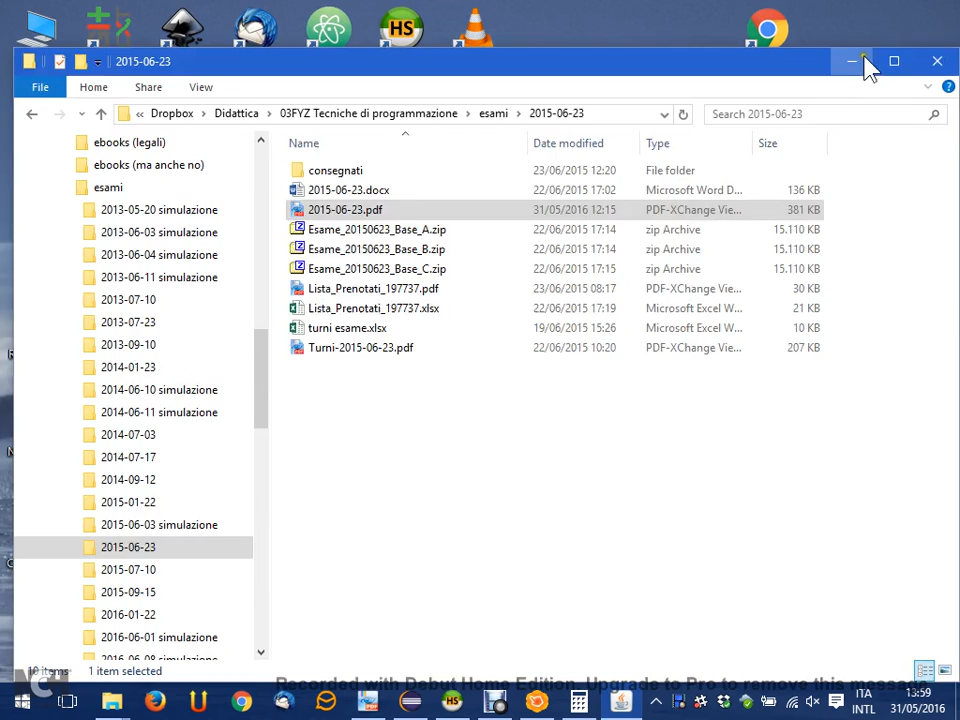 HS
2015-06-23
File Home Share View
« Dropbox Didattica 03FYZ Tecniche di programmazione esami 2015-06-23 Search 2015-06-23
Name Date modified Type Size
ebooks (legali)
ebooks (ma anche no)
esami
2013-05-20 simulazione
2013-06-03 simulazione
2013-06-04 simulazione
2013-06-11 simulazione
2013-07-10
2013-07-23
2013-09-10
2014-01-23
2014-06-10 simulazione
2014-06-11 simulazione
2014-07-03
2014-07-17
2014-09-12
2015-01-22
2015-06-03 simulazione
2015-06-23
2015-07-10
2015-09-15
2016-01-22
2016-06-01 simulazione
2016-06-08 simulazione
consegnati 23/06/2015 12:20 File folder
2015-06-23.docx 22/06/2015 17:02 Microsoft Word D... 136 KB
2015-06-23.pdf 31/05/2016 12:15 PDF-XChange Vie... 381 KB
Esame_20150623_Base_A.zip 22/06/2015 17:14 zip Archive 15.110 KB
Esame_20150623_Base_B.zip 22/06/2015 17:14 zip Archive 15.110 KB
Esame_20150623_Base_C.zip 22/06/2015 17:15 zip Archive 15.110 KB
Lista_Prenotati_197737.pdf 23/06/2015 08:17 PDF-XChange Vie... 30 KB
Lista_Prenotati_197737.xlsx 22/06/2015 17:19 Microsoft Excel W... 21 KB
turni esame.xlsx 19/06/2015 15:26 Microsoft Excel W... 10 KB
Turni-2015-06-23.pdf 22/06/2015 10:20 PDF-XChange Vie... 207 KB
10 items 1 item selected
Recorded with Debut Home Edition. Upgrade to Pro to remove this message
HS
ITA 13:59
INTL 31/05/2016